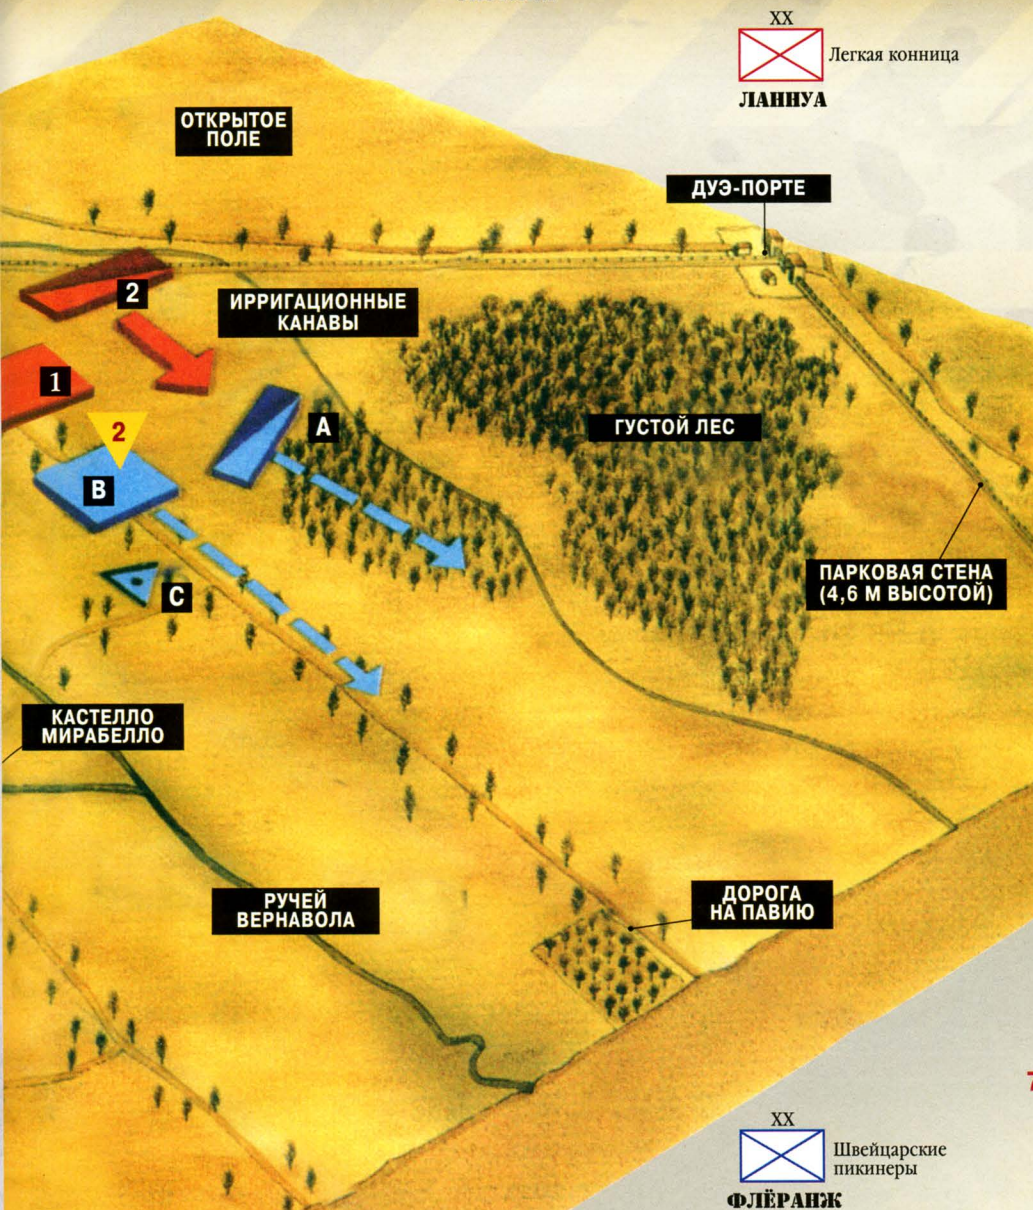 XX
Легкая конница
ЛАННУА
ОТКРЫТОЕ
ПОЛЕ
ДУЭ-ПОРТЕ
2
ИРРИГАЦИОННЫЕ
КАНАВЫ
1
2
A
ГУСТОЙ ЛЕС
B
ПАРКОВАЯ СТЕНА
(4,6 М ВЫСОТОЙ)
C
КАСТЕЛЛО
МИРАБЕЛЛО
РУЧЕЙ
ВЕРНАВОЛА
ДОРОГА
НА ПАВИЮ
7
XX
Швейцарские
пикинеры
ФЛЁРАНЖ